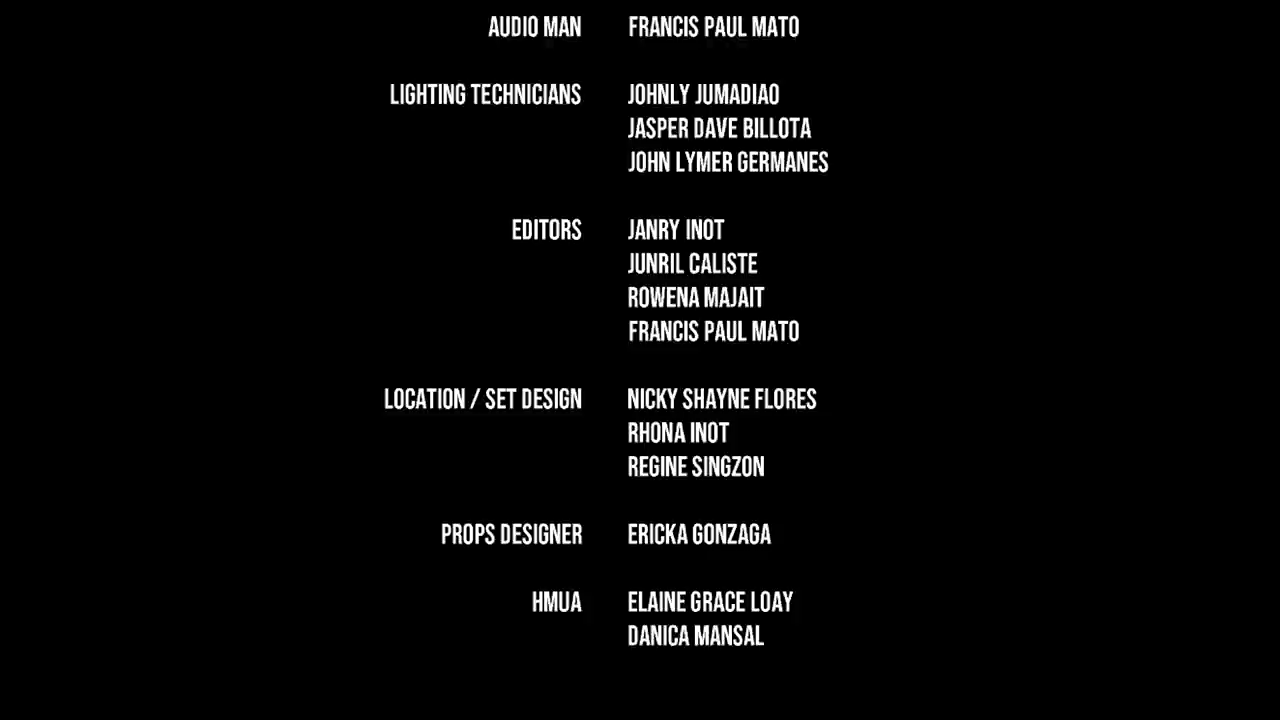 AUDIO MAN FRANCIS PAUL MATO
LIGHTING TECHNICIANS JOHNLY JUMADIAO
JASPER DAVE BILLOTA
JOHN LYMER GERMANES
EDITORS JANRY INOT
JUNRIL CALISTE
ROWENA MAJAIT
FRANCIS PAUL MATO
LOCATION / SET DESIGN NICKY SHAYNE FLORES
RHONA INOT
REGINE SINGZON
PROPS DESIGNER ERICKA GONZAGA
HMUA ELAINE GRACE LOAY
DANICA MANSAL